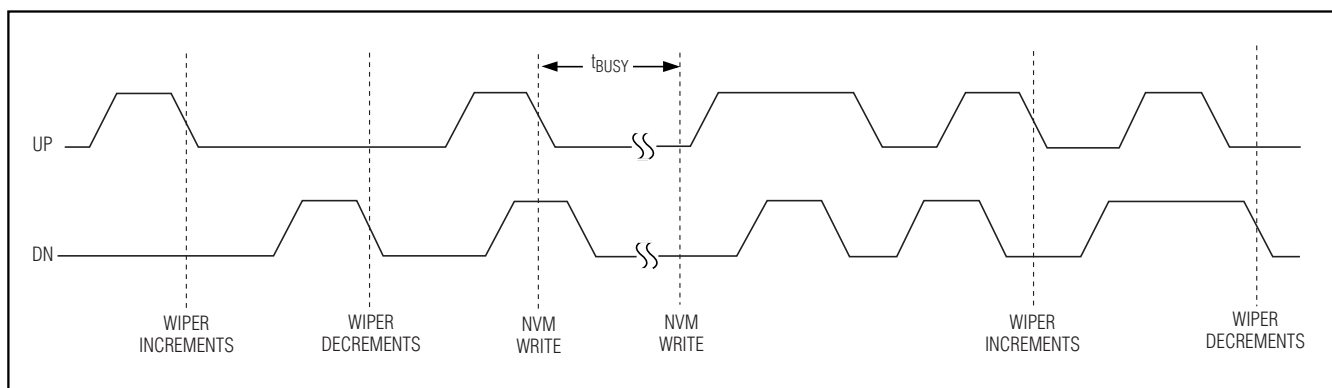 tBUSY
UP
DN
WIPER
INCREMENTS
WIPER
DECREMENTS
NVM
WRITE
NVM
WRITE
WIPER
INCREMENTS
WIPER
DECREMENTS